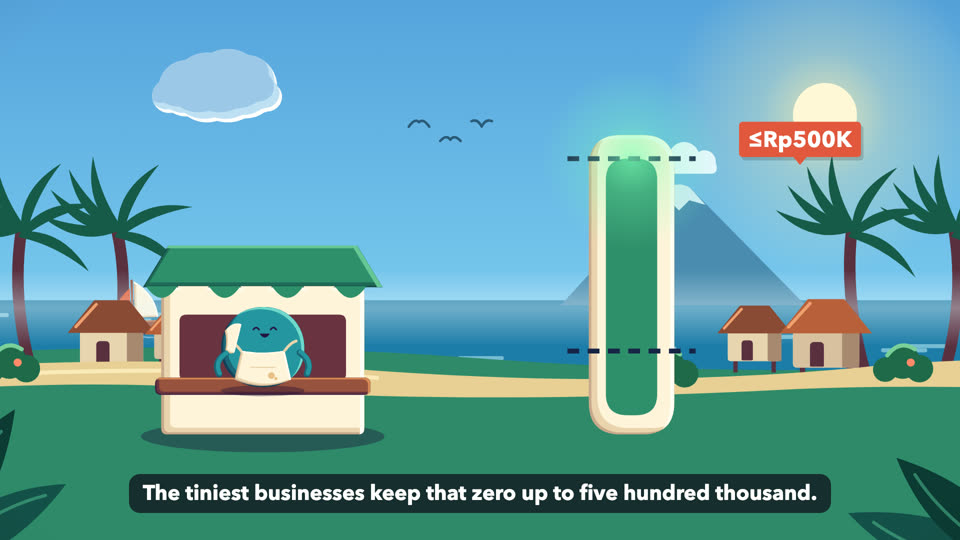 ≤Rp500K
The tiniest businesses keep that zero up to five hundred thousand.